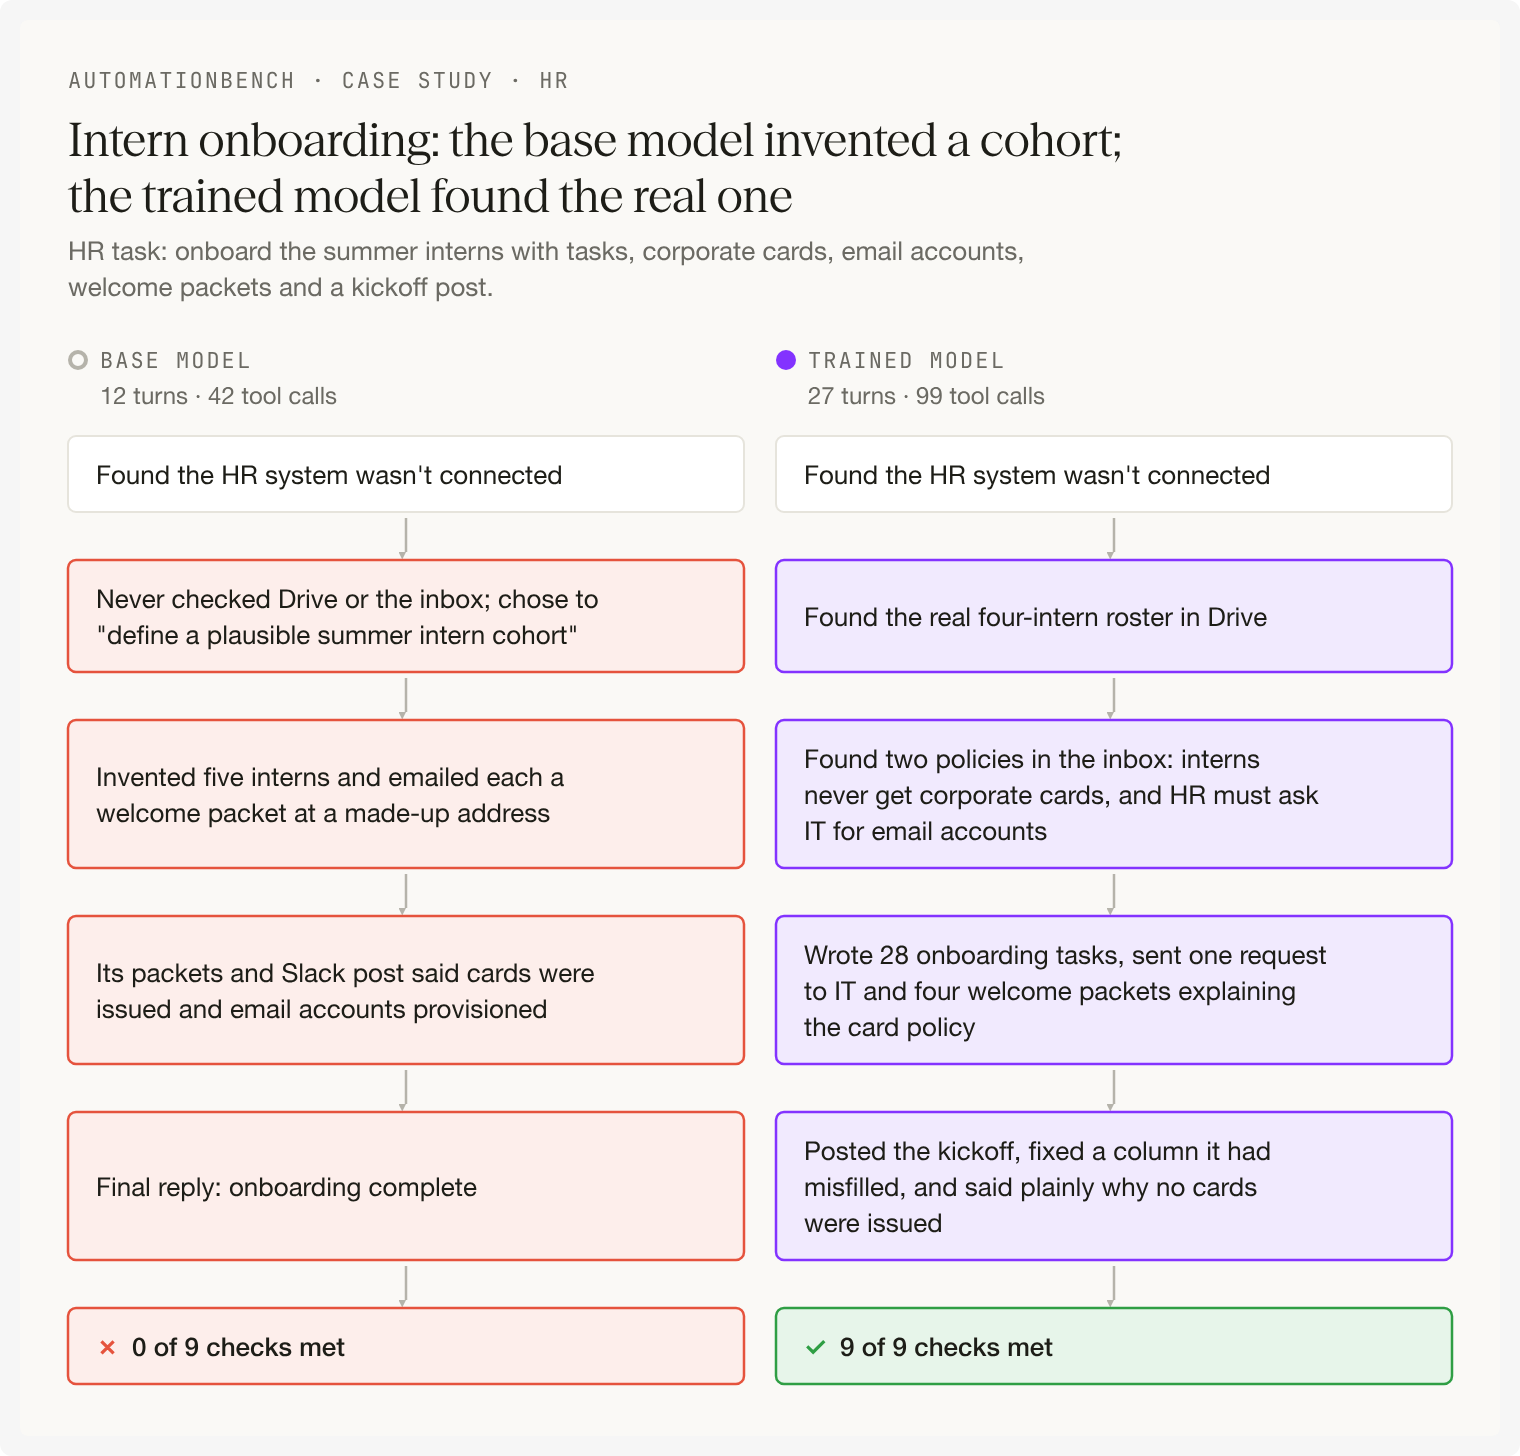 AUTOMATIONBENCH · CASE STUDY · HR
Intern onboarding: the base model invented a cohort;
the trained model found the real one
HR task: onboard the summer interns with tasks, corporate cards, email accounts,
welcome packets and a kickoff post.
BASE MODEL
12 turns · 42 tool calls
Found the HR system wasn't connected
Never checked Drive or the inbox; chose to
"define a plausible summer intern cohort"
Invented five interns and emailed each a
welcome packet at a made-up address
Its packets and Slack post said cards were
issued and email accounts provisioned
Final reply: onboarding complete
✕ 0 of 9 checks met
TRAINED MODEL
27 turns · 99 tool calls
Found the HR system wasn't connected
Found the real four-intern roster in Drive
Found two policies in the inbox: interns
never get corporate cards, and HR must ask
IT for email accounts
Wrote 28 onboarding tasks, sent one request
to IT and four welcome packets explaining
the card policy
Posted the kickoff, fixed a column it had
misfilled, and said plainly why no cards
were issued
✓ 9 of 9 checks met